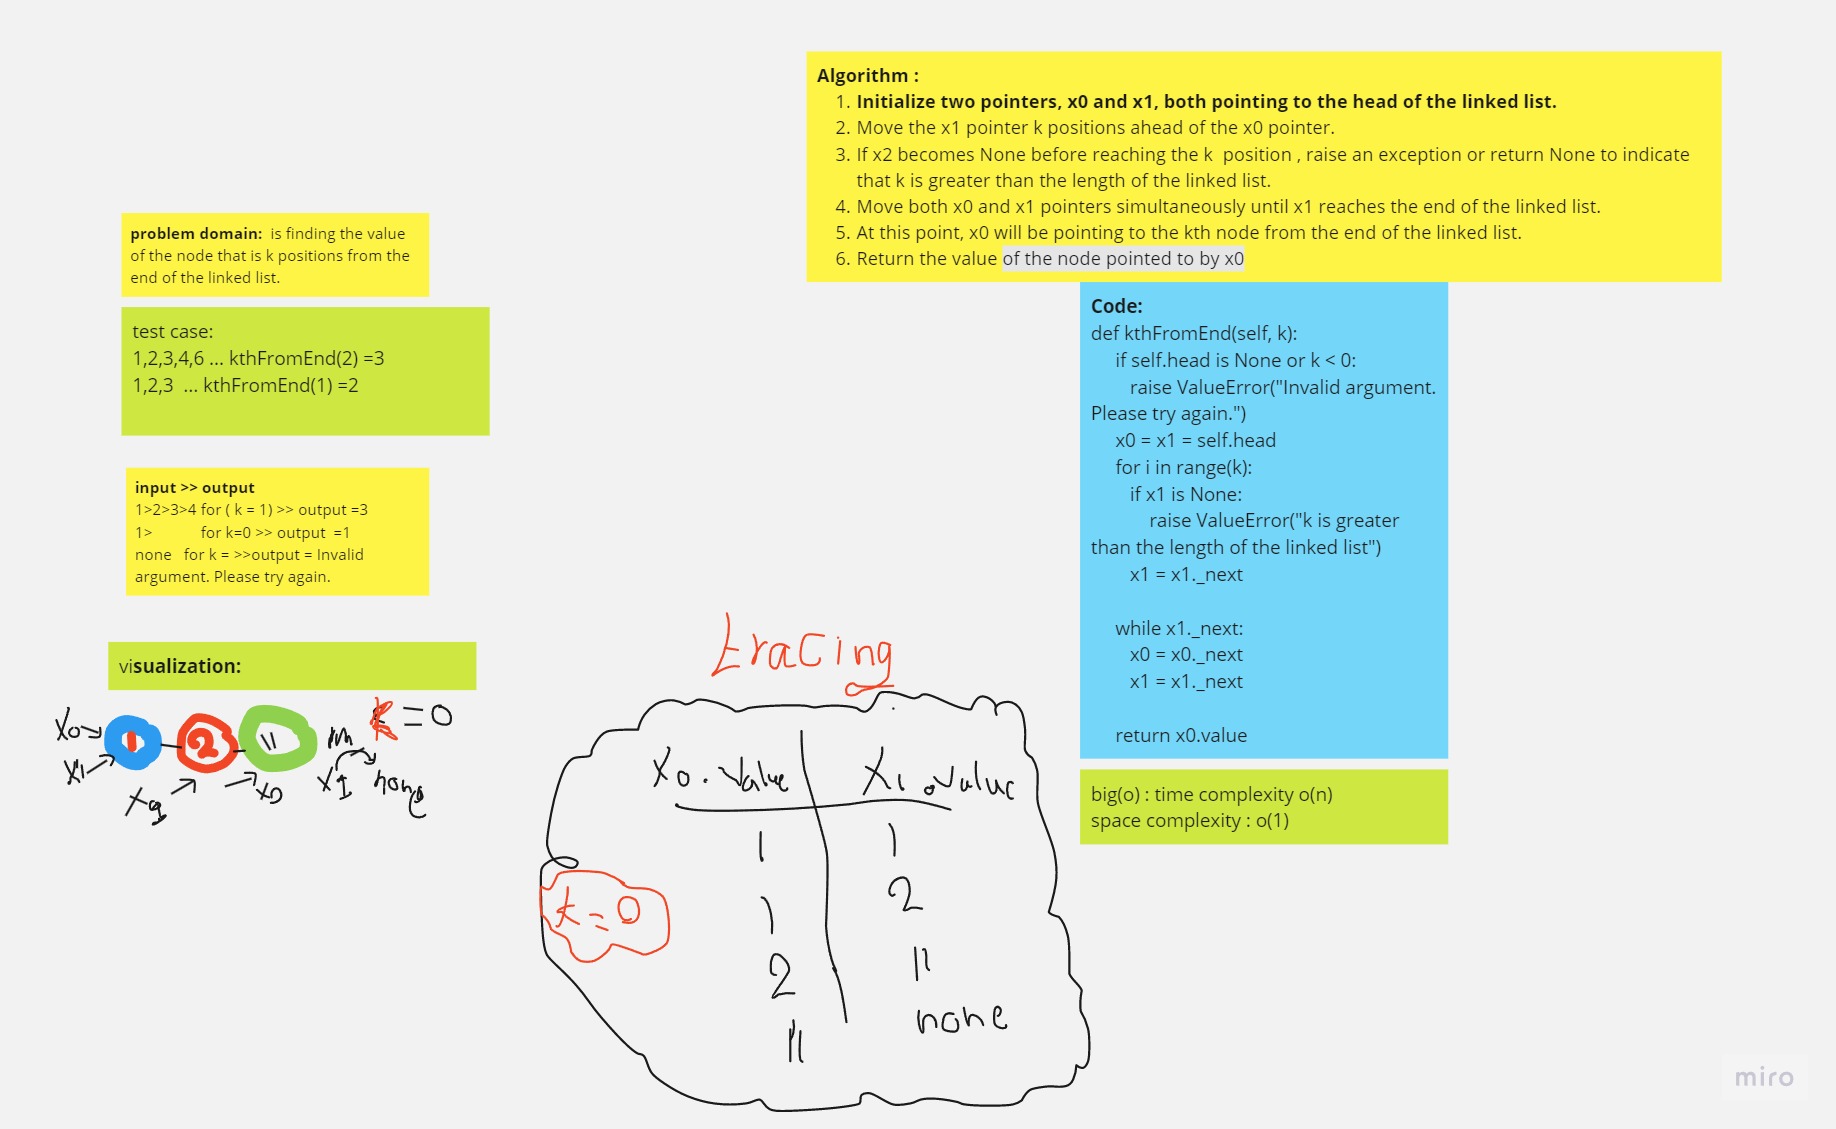 Algorithm :
1. Initialize two pointers, x0 and x1, both pointing to the head of the linked list.
2. Move the x1 pointer k positions ahead of the x0 pointer.
3. If x2 becomes None before reaching the k  position , raise an exception or return None to indicate
that k is greater than the length of the linked list.
4. Move both x0 and x1 pointers simultaneously until x1 reaches the end of the linked list.
5. At this point, x0 will be pointing to the kth node from the end of the linked list.
6. Return the value of the node pointed to by x0
problem domain:  is finding the value
of the node that is k positions from the
end of the linked list.
test case:
1,2,3,4,6 ... kthFromEnd(2) =3
1,2,3  ... kthFromEnd(1) =2
input >> output
1>2>3>4 for ( k = 1) >> output =3
1>          for k=0 >> output  =1
none   for k = >>output = Invalid
argument. Please try again.
Code:
def kthFromEnd(self, k):
if self.head is None or k < 0:
raise ValueError("Invalid argument.
Please try again.")
x0 = x1 = self.head
for i in range(k):
if x1 is None:
raise ValueError("k is greater
than the length of the linked list")
x1 = x1._next
while x1._next:
x0 = x0._next
x1 = x1._next
return x0.value
big(o) : time complexity o(n)
space complexity : o(1)
visualization:
k = 0
X0
1
2
11
X1
X0
X1
none
tracing
X0.Value
X1.Value
1 1
1 2
2 11
11 none
k = 0
miro